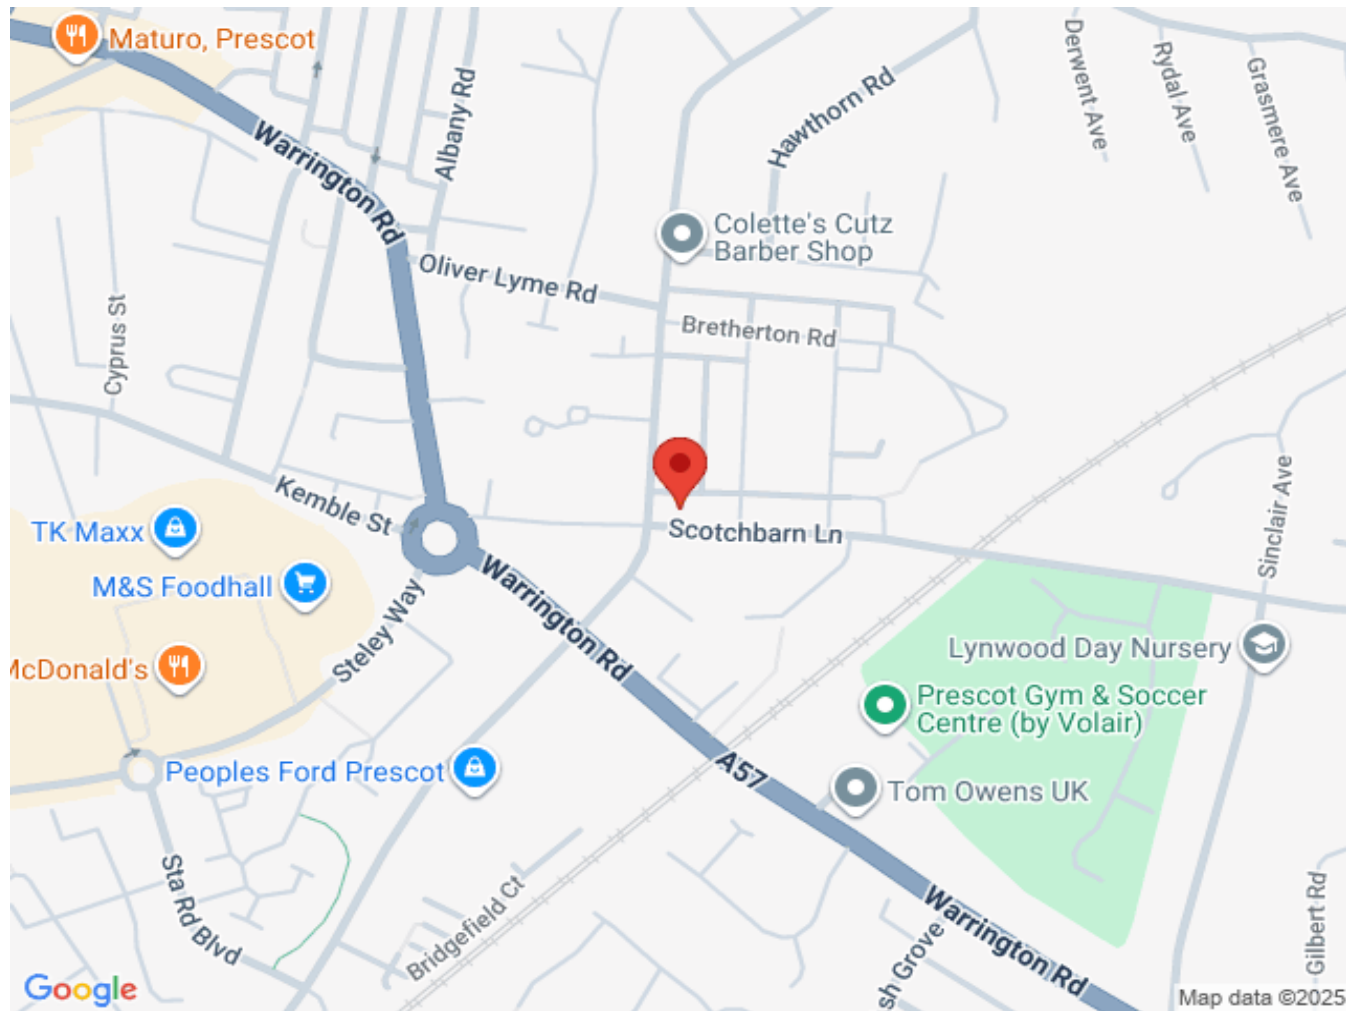 Maturo, Prescot
Warrington Rd
Albany Rd
Hawthorn Rd
Derwent Ave
Rydal Ave
Grasmere Ave
Colette's Cutz
Barber Shop
Oliver Lyme Rd
Bretherton Rd
Cyprus St
Kemble St
TK Maxx
M&S Foodhall
McDonald's
Steley Way
Scotchbarn Ln
Warrington Rd
Sinclair Ave
Lynwood Day Nursery
Prescot Gym & Soccer
Centre (by Volair)
Peoples Ford Prescot
A57
Tom Owens UK
Sta Rd Blvd
Bridgefield Ct
Warrington Rd
sh Grove
Gilbert Rd
Google
Map data ©2025